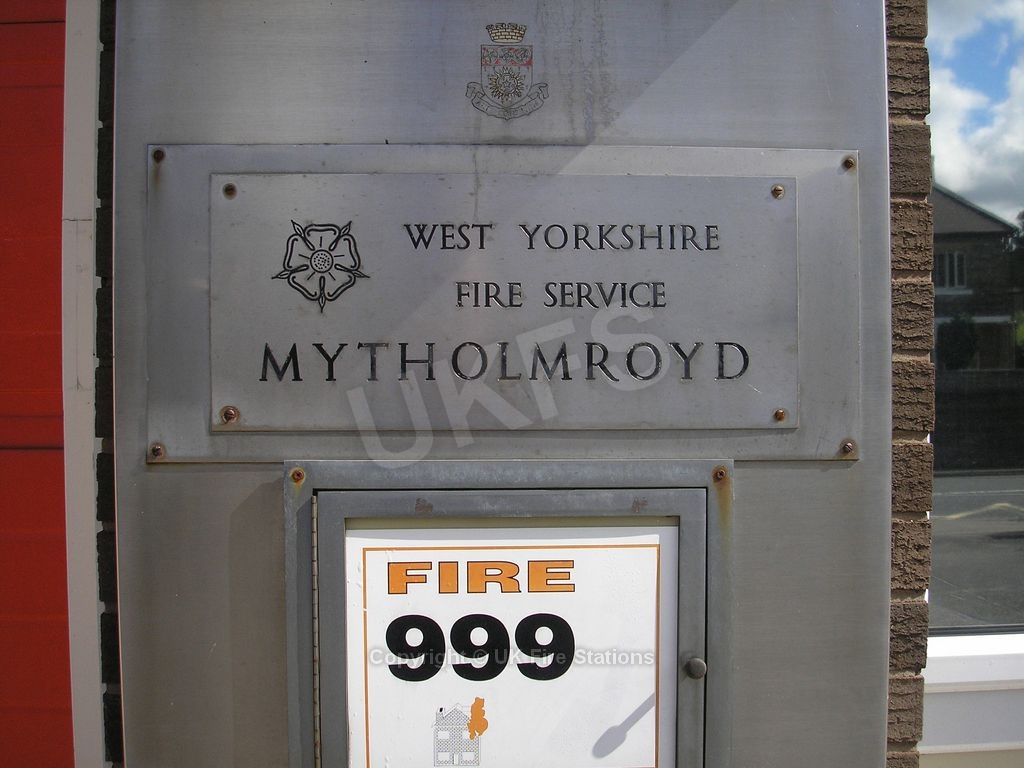 WEST YORKSHIRE
FIRE SERVICE
MYTHOLMROYD
UKFS
FIRE
999
Copyright © UK Fire Stations